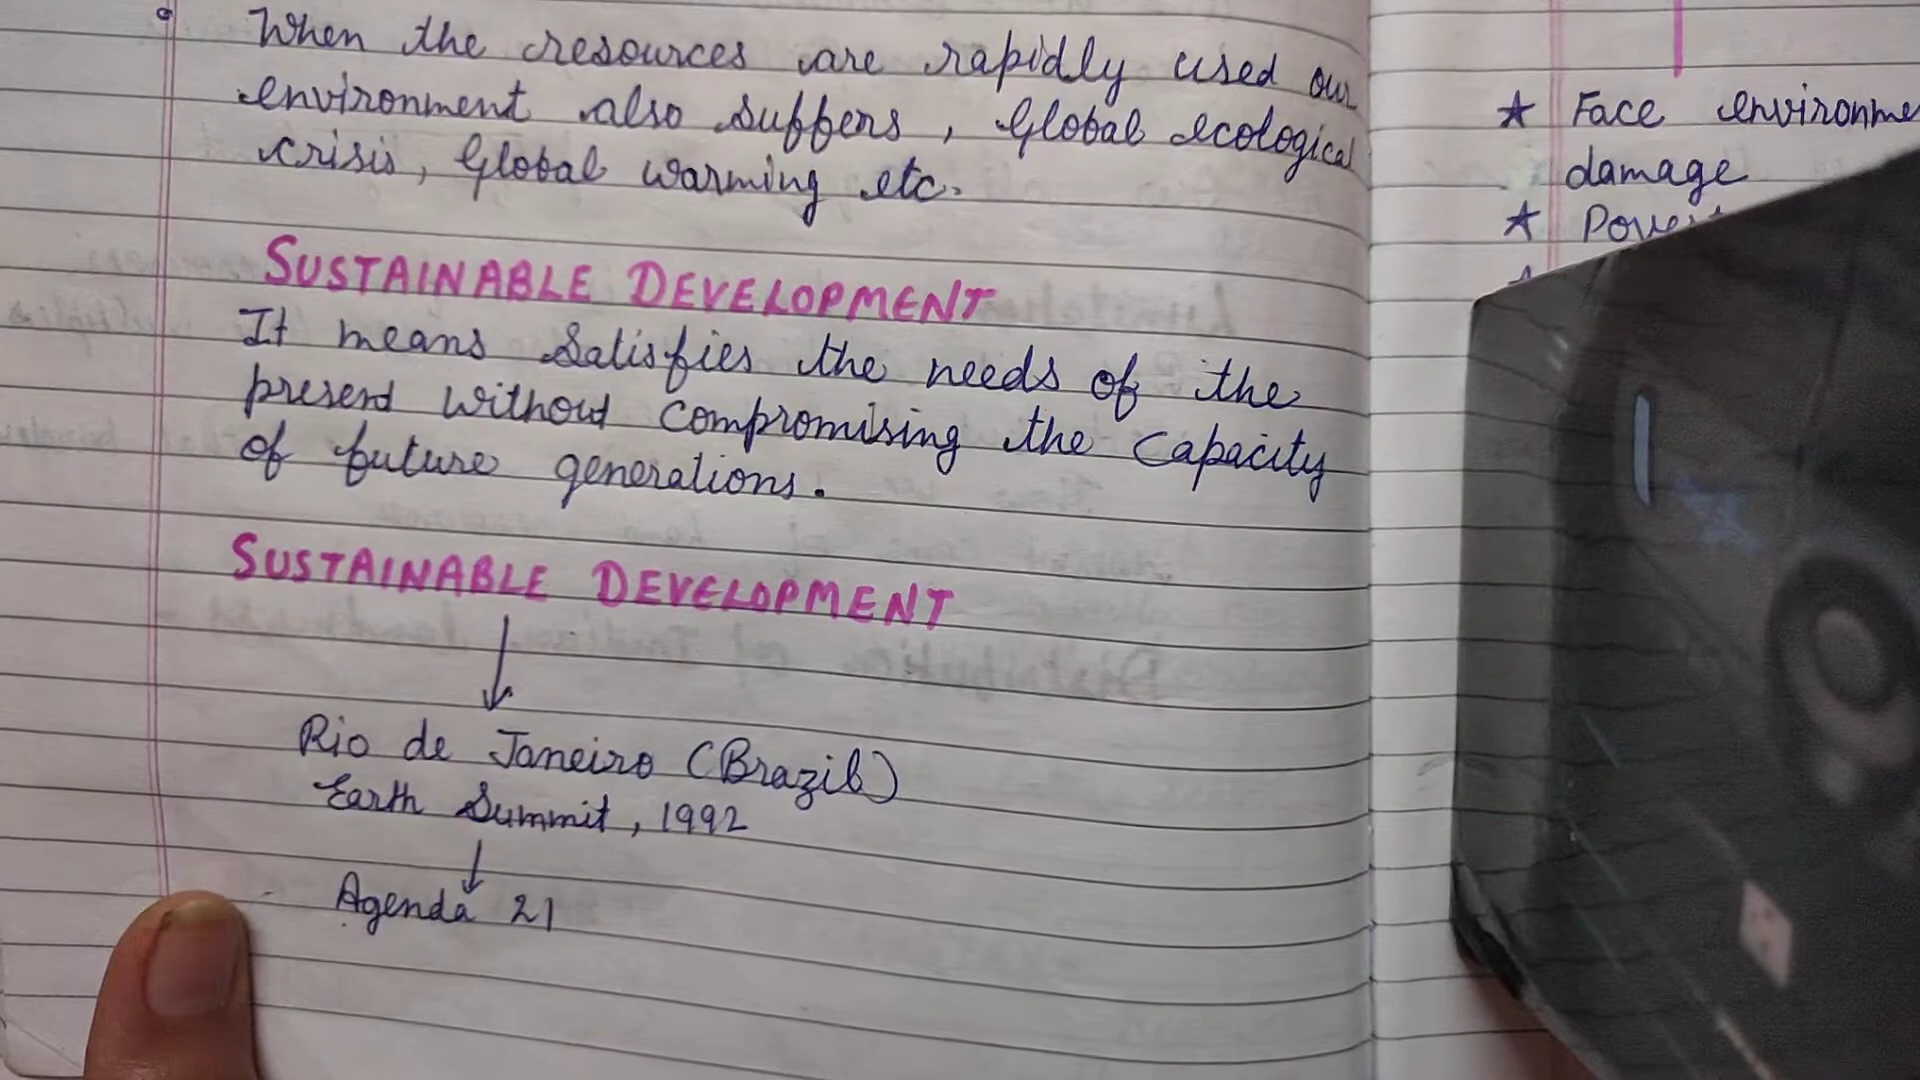 When the resources are rapidly used our
environment also suffers, Global ecological
crisis, Global warming etc.
SUSTAINABLE DEVELOPMENT
It means satisfies the needs of the
present without compromising the capacity
of future generations.
SUSTAINABLE DEVELOPMENT
Rio de Janeiro (Brazil)
Earth Summit, 1992
Agenda 21
★ Face environme
damage
★ Pover